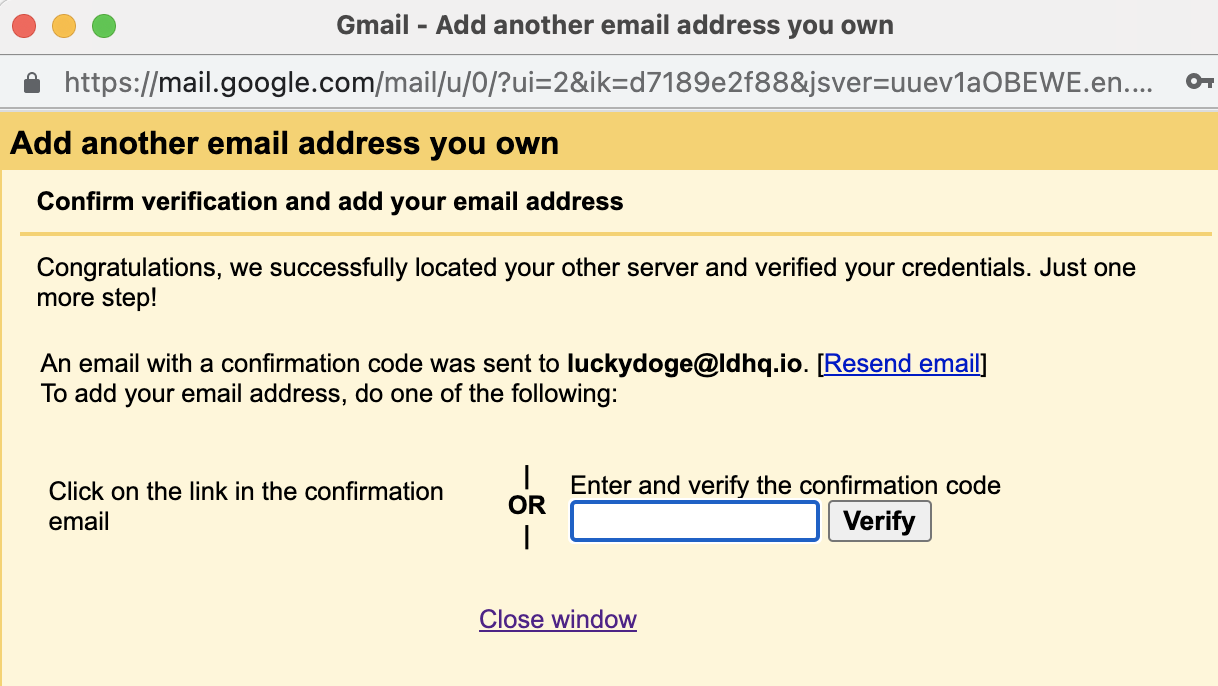 Gmail - Add another email address you own
https://mail.google.com/mail/u/0/?ui=2&ik=d7189e2f88&jsver=uuev1aOBEWE.en....
Add another email address you own
Confirm verification and add your email address
Congratulations, we successfully located your other server and verified your credentials. Just one
more step!
An email with a confirmation code was sent to luckydoge@ldhq.io. [Resend email]
To add your email address, do one of the following:
Click on the link in the confirmation
email
|
OR
|
Enter and verify the confirmation code
Verify
Close window